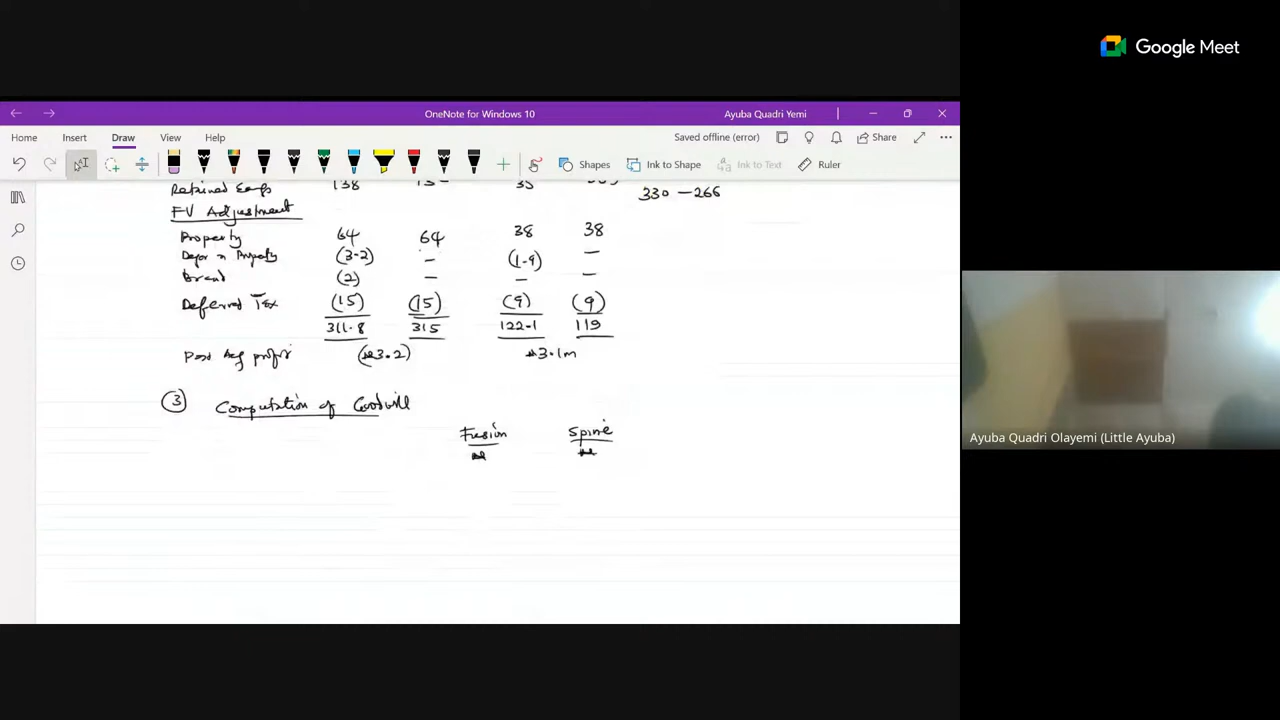 Google Meet
OneNote for Windows 10
Ayuba Quadri Yemi
Home Insert Draw View Help
Saved offline (error)
Share
Shapes
Ink to Shape
Ink to Text
Ruler
Retained Earnings 138 35
330 - 266
FV Adjustment
Property 64 64 38 38
Depr n Property (3.2) — (1.9) —
Brand (2) — — —
Deferred Tax (15) (15) (9) (9)
311.8 315 122.1 119
Post Acq profit (3.2) 3.1m
3 Computation of Goodwill
Fusion Spine
Ayuba Quadri Olayemi (Little Ayuba)